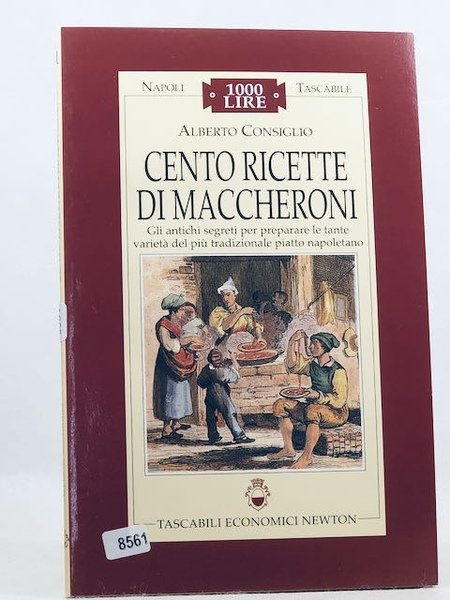 NAPOLI
1000
LIRE
TASCABILE
ALBERTO CONSIGLIO
CENTO RICETTE
DI MACCHERONI
Gli antichi segreti per preparare le tante
varietà del più tradizionale piatto napoletano
TASCABILI ECONOMICI NEWTON
8561